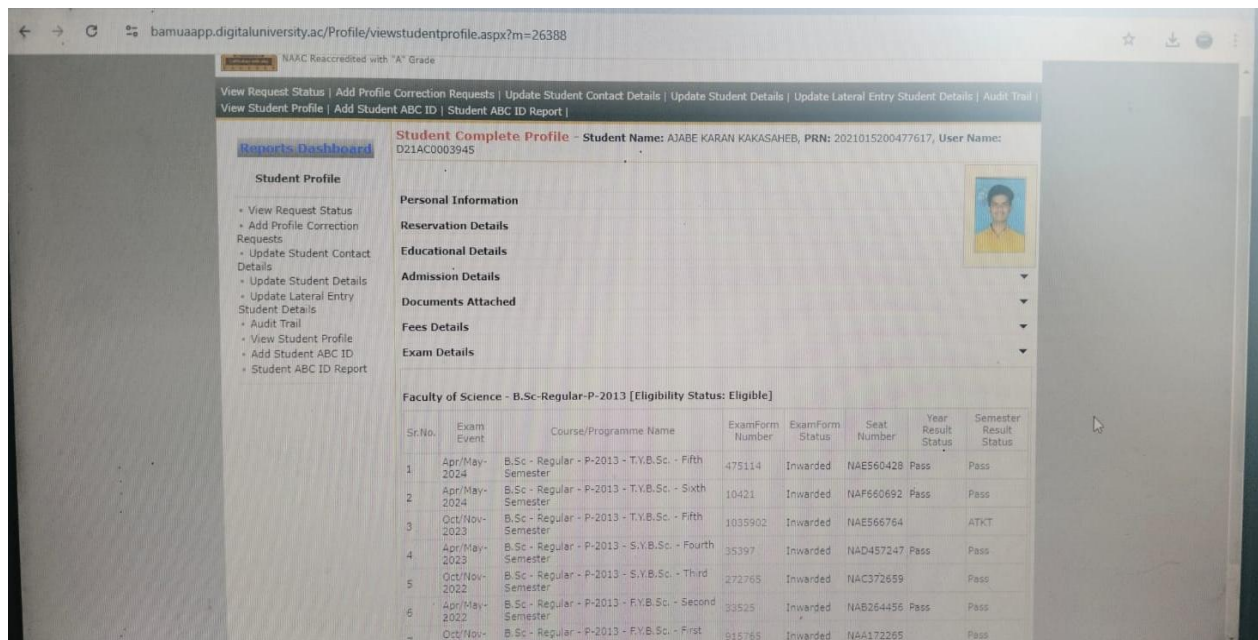 bamuaapp.digitaluniversity.ac/Profile/viewstudentprofile.aspx?m=26388
NAAC Reaccredited with "A" Grade
View Request Status | Add Profile Correction Requests | Update Student Contact Details | Update Student Details | Update Lateral Entry Student Details | Audit Trail |
View Student Profile | Add Student ABC ID | Student ABC ID Report |
Reports Dashboard
Student Profile
• View Request Status
• Add Profile Correction
Requests
• Update Student Contact
Details
• Update Student Details
• Update Lateral Entry
Student Details
• Audit Trail
• View Student Profile
• Add Student ABC ID
• Student ABC ID Report
Student Complete Profile - Student Name: AJABE KARAN KAKASAHEB, PRN: 2021015200477617, User Name:
D21AC0003945
Personal Information
Reservation Details
Educational Details
Admission Details
Documents Attached
Fees Details
Exam Details
Faculty of Science - B.Sc-Regular-P-2013 [Eligibility Status: Eligible]
Sr.No. Exam Event Course/Programme Name ExamForm Number ExamForm Status Seat Number Year Result Status Semester Result Status
1 Apr/May-2024 B.Sc - Regular - P-2013 - T.Y.B.Sc. - Fifth Semester 475114 Inwarded NAE560428 Pass Pass
2 Apr/May-2024 B.Sc - Regular - P-2013 - T.Y.B.Sc. - Sixth Semester 10421 Inwarded NAF660692 Pass Pass
3 Oct/Nov-2023 B.Sc - Regular - P-2013 - T.Y.B.Sc. - Fifth Semester 1035902 Inwarded NAE566764 ATKT
4 Apr/May-2023 B.Sc - Regular - P-2013 - S.Y.B.Sc. - Fourth Semester 35397 Inwarded NAD457247 Pass Pass
5 Oct/Nov-2022 B.Sc - Regular - P-2013 - S.Y.B.Sc. - Third Semester 272765 Inwarded NAC372659 Pass
6 Apr/May-2022 B.Sc - Regular - P-2013 - F.Y.B.Sc. - Second Semester 33525 Inwarded NAB264456 Pass Pass
Oct/Nov- B.Sc - Regular - P-2013 - F.Y.B.Sc. - First 915765 Inwarded NAA172265 Pass